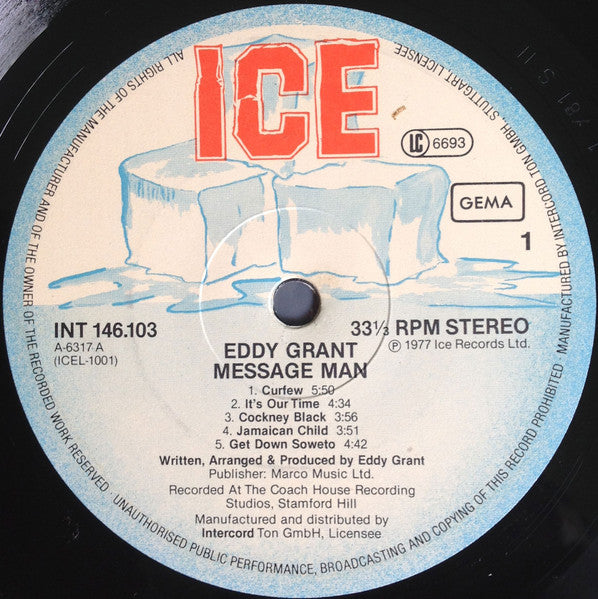 ICE
LC 6693
GEMA
1
INT 146.103
A-6317 A
(ICEL-1001)
33⅓ RPM STEREO
℗ 1977 Ice Records Ltd.
EDDY GRANT
MESSAGE MAN
1. Curfew 5:50
2. It's Our Time 4:34
3. Cockney Black 3:56
4. Jamaican Child 3:51
5. Get Down Soweto 4:42
Written, Arranged & Produced by Eddy Grant
Publisher: Marco Music Ltd.
Recorded At The Coach House Recording
Studios, Stamford Hill
Manufactured and distributed by
Intercord Ton GmbH, Licensee
ALL RIGHTS OF THE MANUFACTURER AND OF THE OWNER OF THE RECORDED WORK RESERVED
UNAUTHORISED PUBLIC PERFORMANCE, BROADCASTING AND COPYING OF THIS RECORD PROHIBITED
MANUFACTURED BY INTERCORD TON GMBH, STUTTGART LICENSEE